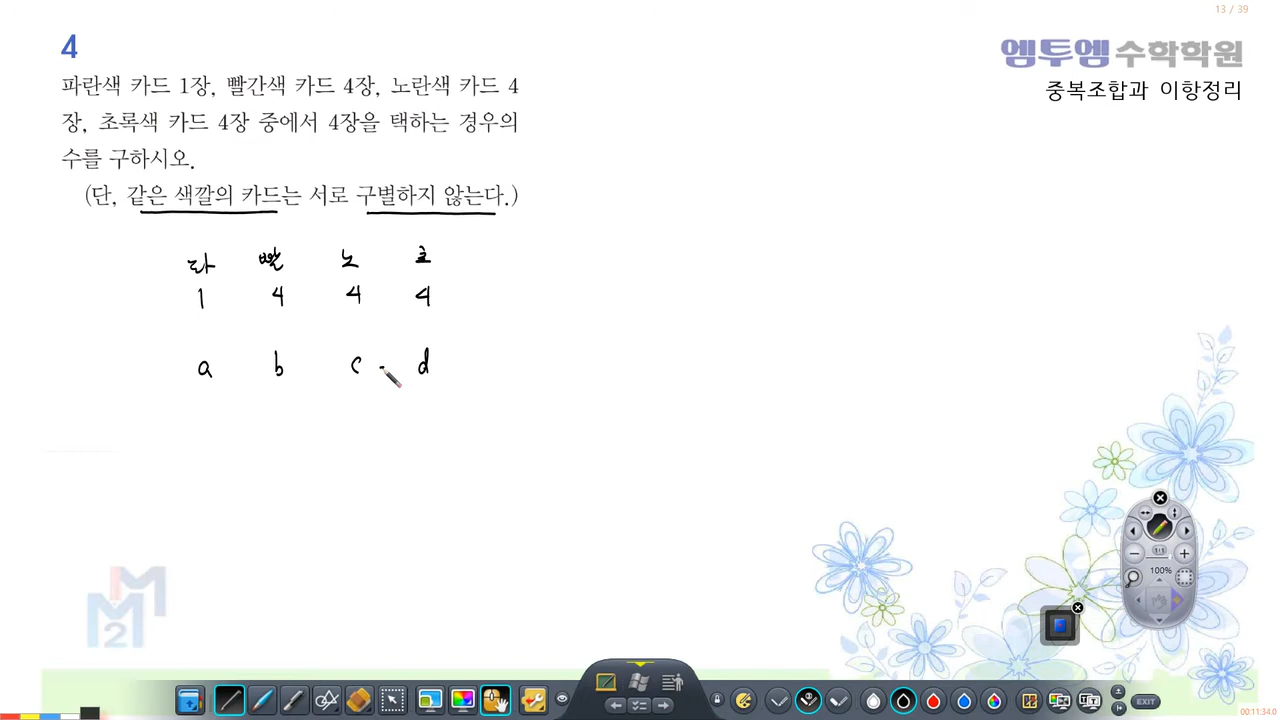 13 / 39
4
엠투엠수학학원
중복조합과 이항정리
파란색 카드 1장, 빨간색 카드 4장, 노란색 카드 4
장, 초록색 카드 4장 중에서 4장을 택하는 경우의
수를 구하시오.
(단, 같은 색깔의 카드는 서로 구별하지 않는다.)
파 빨 노 초
1 4 4 4
a b c d
1:1
100%
M2M
EXIT
00:11:34.0